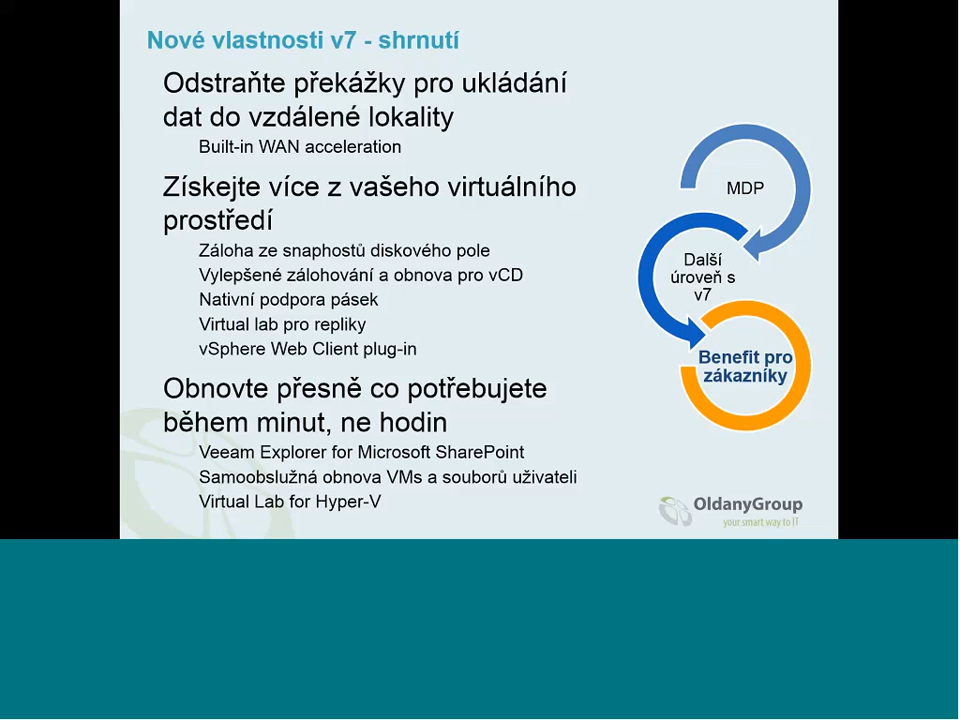 Nové vlastnosti v7 - shrnutí
Odstraňte překážky pro ukládání
dat do vzdálené lokality
Built-in WAN acceleration
Získejte více z vašeho virtuálního
prostředí
Záloha ze snaphostů diskového pole
Vylepšené zálohování a obnova pro vCD
Nativní podpora pásek
Virtual lab pro repliky
vSphere Web Client plug-in
Obnovte přesně co potřebujete
během minut, ne hodin
Veeam Explorer for Microsoft SharePoint
Samoobslužná obnova VMs a souborů uživateli
Virtual Lab for Hyper-V
MDP
Další
úroveň s
v7
Benefit pro
zákazníky
OldanyGroup
your smart way to IT